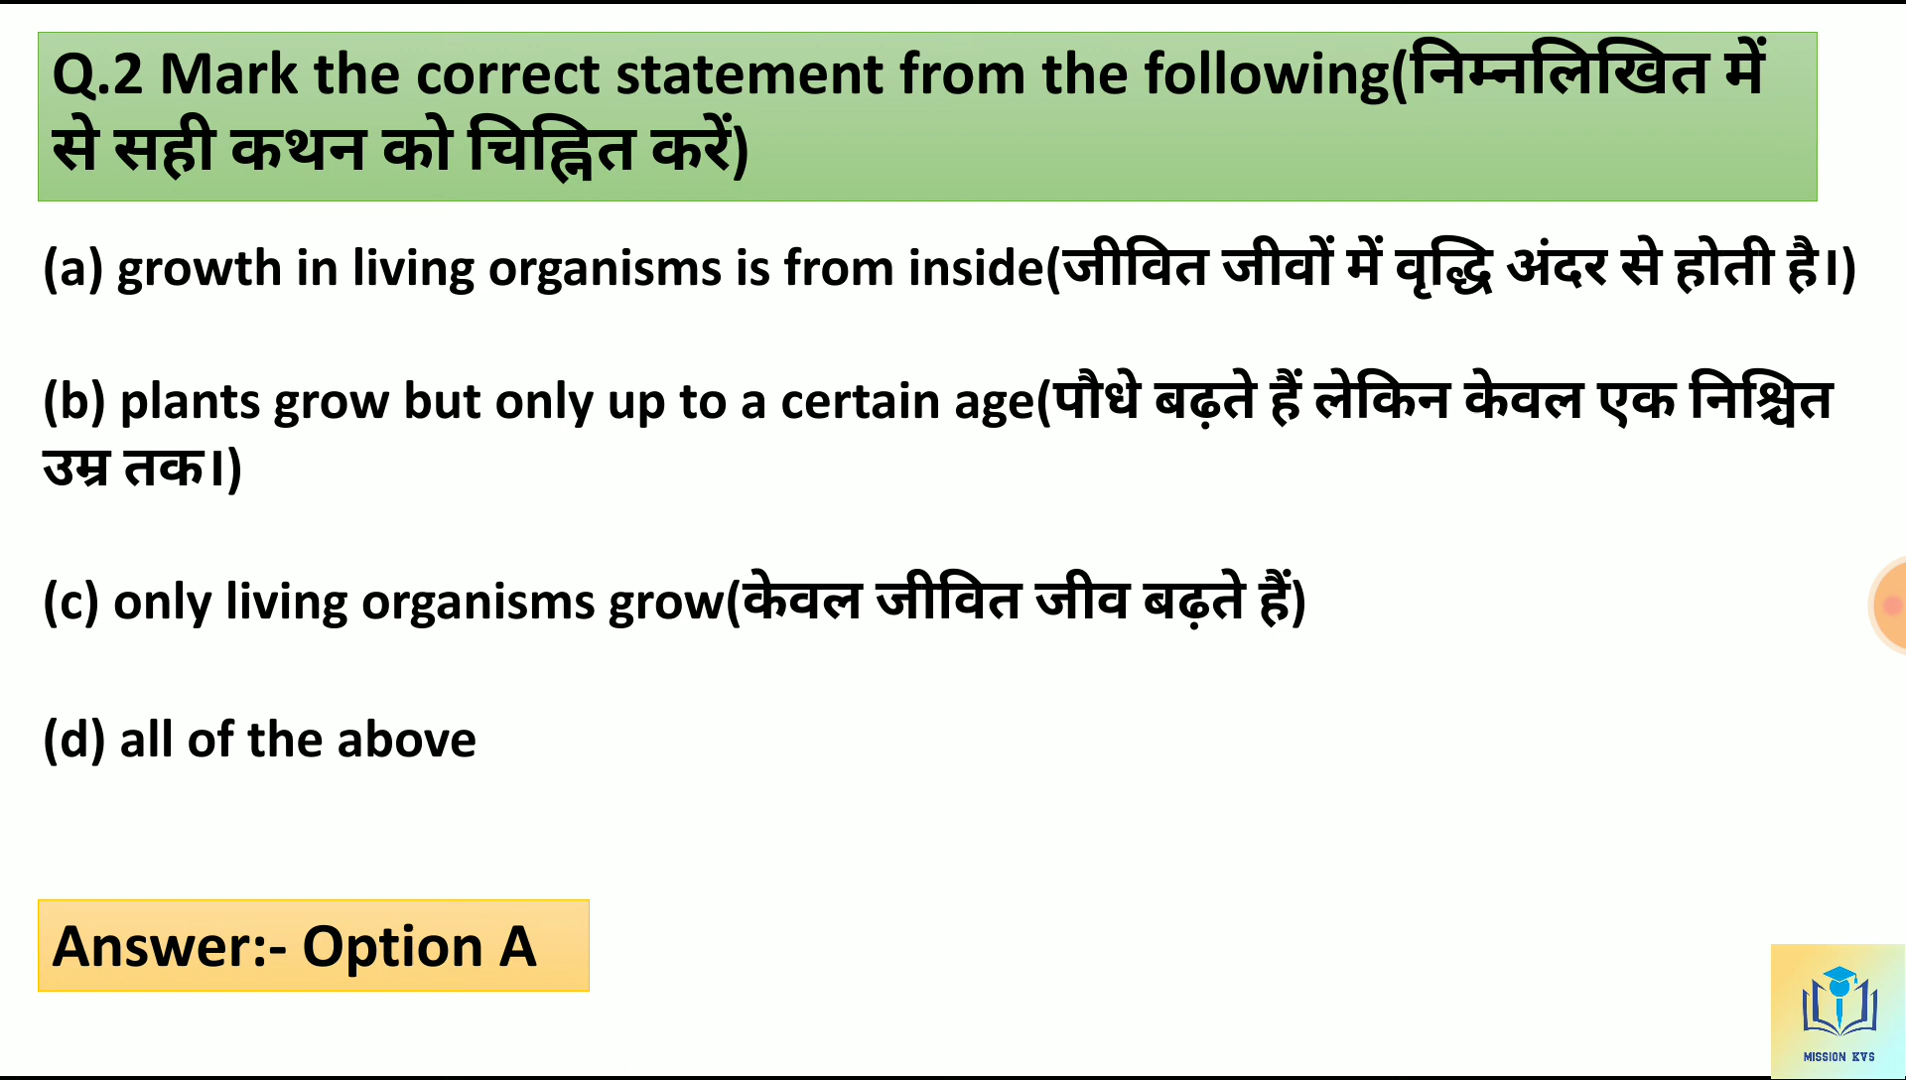 Q.2 Mark the correct statement from the following(निम्नलिखित में
से सही कथन को चिह्नित करें)
(a) growth in living organisms is from inside(जीवित जीवों में वृद्धि अंदर से होती है।)
(b) plants grow but only up to a certain age(पौधे बढ़ते हैं लेकिन केवल एक निश्चित
उम्र तक।)
(c) only living organisms grow(केवल जीवित जीव बढ़ते हैं)
(d) all of the above
Answer:- Option A
MISSION KVS